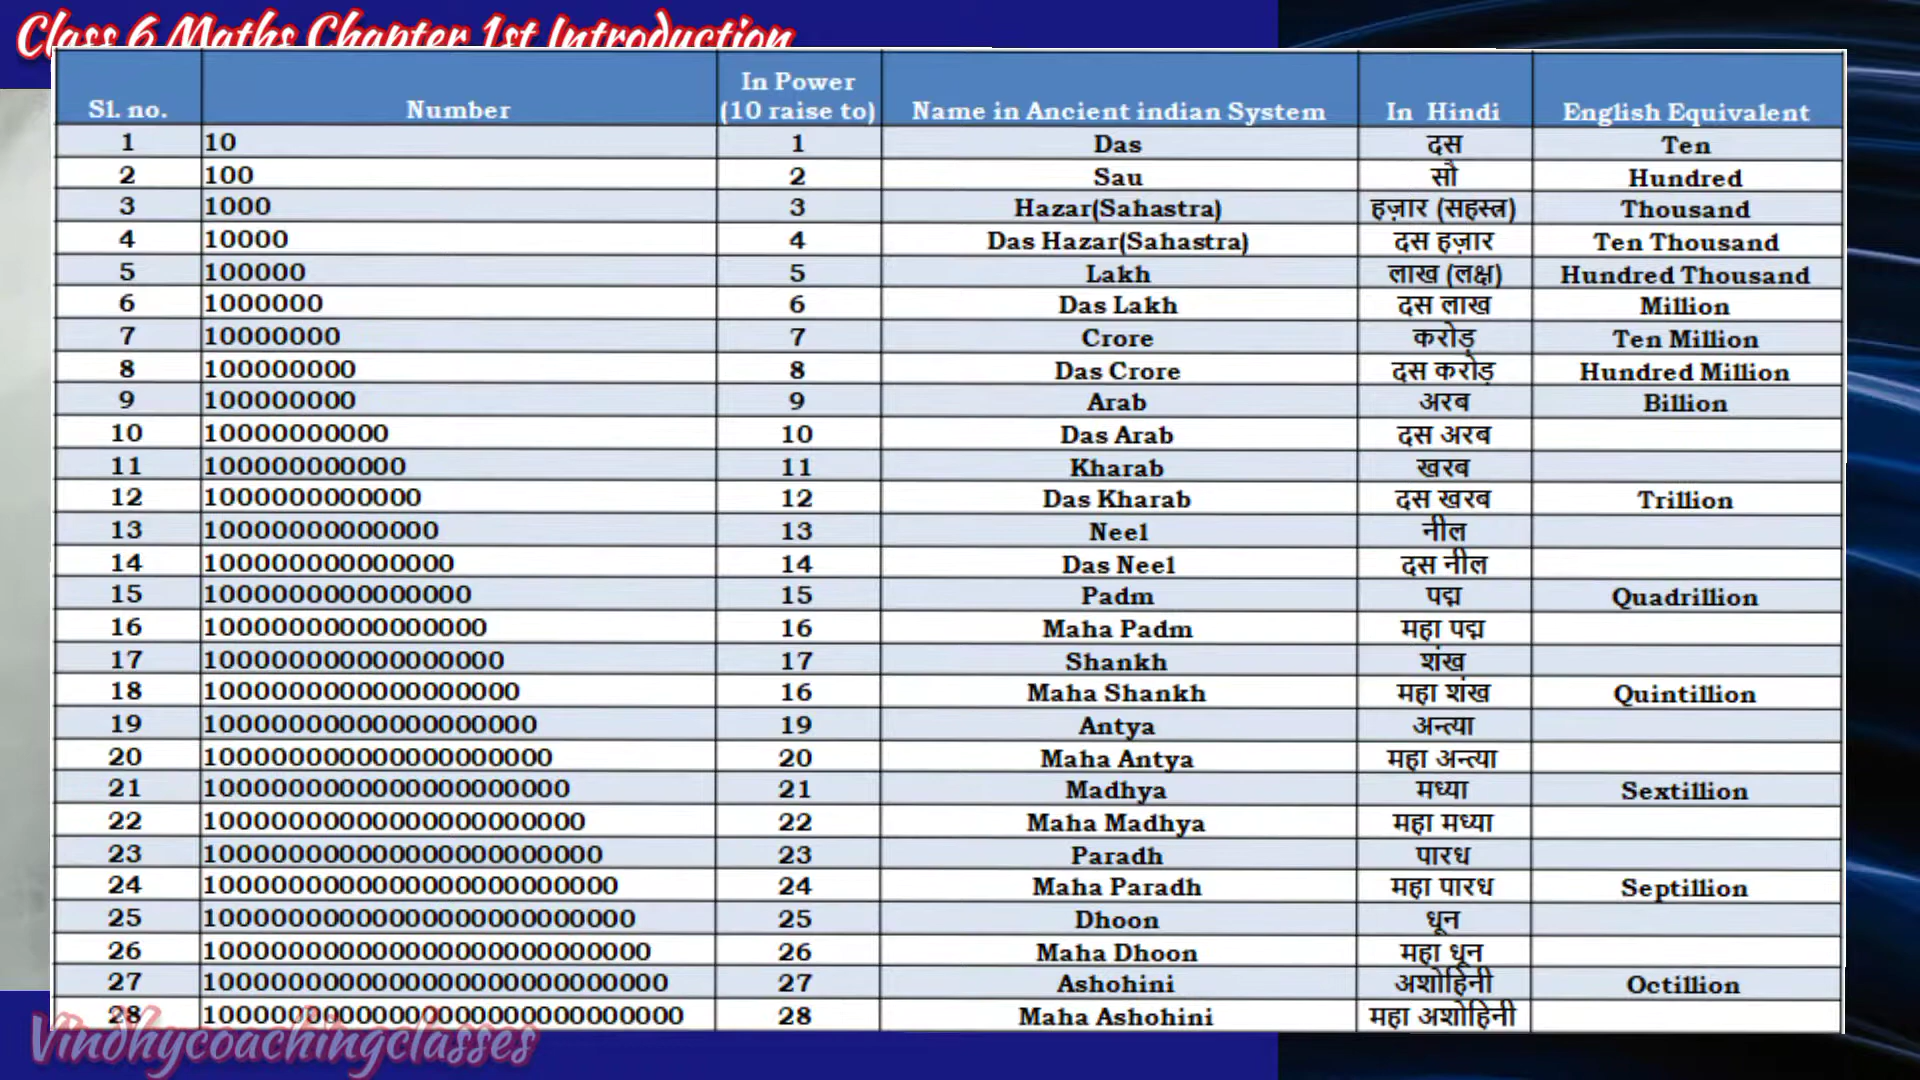 Class 6 Maths Chapter 1st Introduction
Sl. no. Number In Power (10 raise to) Name in Ancient indian System In Hindi English Equivalent
1 10 1 Das दस Ten
2 100 2 Sau सौ Hundred
3 1000 3 Hazar(Sahastra) हज़ार (सहस्त्र) Thousand
4 10000 4 Das Hazar(Sahastra) दस हज़ार Ten Thousand
5 100000 5 Lakh लाख (लक्ष) Hundred Thousand
6 1000000 6 Das Lakh दस लाख Million
7 10000000 7 Crore करोड़ Ten Million
8 100000000 8 Das Crore दस करोड़ Hundred Million
9 100000000 9 Arab अरब Billion
10 10000000000 10 Das Arab दस अरब
11 100000000000 11 Kharab खरब
12 1000000000000 12 Das Kharab दस खरब Trillion
13 10000000000000 13 Neel नील
14 100000000000000 14 Das Neel दस नील
15 1000000000000000 15 Padm पद्म Quadrillion
16 10000000000000000 16 Maha Padm महा पद्म
17 100000000000000000 17 Shankh शंख
18 1000000000000000000 16 Maha Shankh महा शंख Quintillion
19 10000000000000000000 19 Antya अन्त्या
20 100000000000000000000 20 Maha Antya महा अन्त्या
21 1000000000000000000000 21 Madhya मध्या Sextillion
22 10000000000000000000000 22 Maha Madhya महा मध्या
23 100000000000000000000000 23 Paradh पारध
24 1000000000000000000000000 24 Maha Paradh महा पारध Septillion
25 10000000000000000000000000 25 Dhoon धून
26 100000000000000000000000000 26 Maha Dhoon महा धून
27 1000000000000000000000000000 27 Ashohini अशोहिनी Octillion
28 10000000000000000000000000000 28 Maha Ashohini महा अशोहिनी
Vindhycoachingclasses